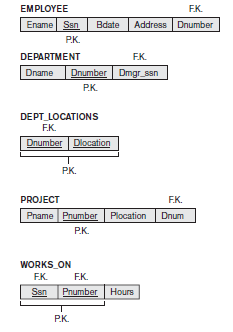 EMPLOYEE F.K.
Ename Ssn Bdate Address Dnumber
P.K.
DEPARTMENT F.K.
Dname Dnumber Dmgr_ssn
P.K.
DEPT_LOCATIONS
F.K.
Dnumber Dlocation
P.K.
PROJECT F.K.
Pname Pnumber Plocation Dnum
P.K.
WORKS_ON
F.K. F.K.
Ssn Pnumber Hours
P.K.